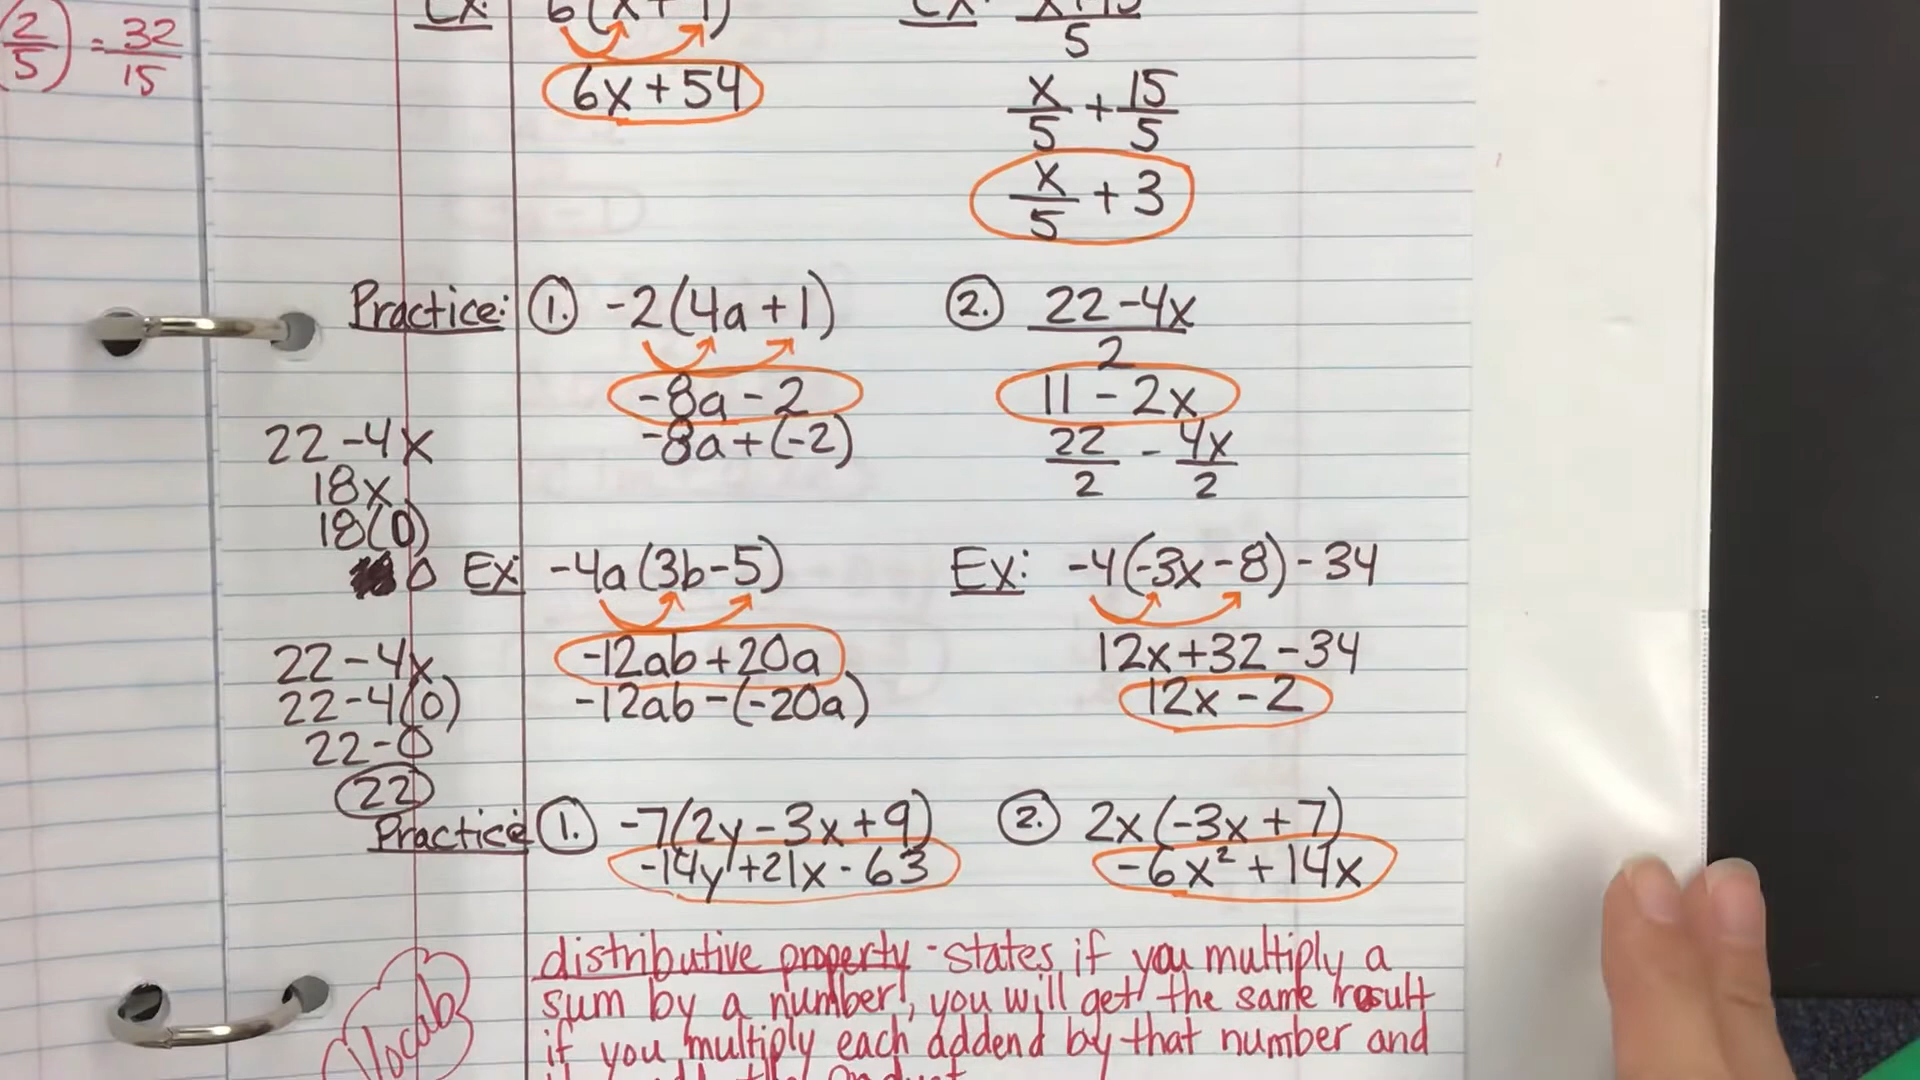 2/5) = 32/15
Ex:
6(x+
6x+54
Ex:
5
x/5 + 15/5
x/5 + 3
Practice: 1. -2(4a+1)
-8a-2
-8a+(-2)
2. 22-4x
2
11-2x
22/2 - 4x/2
22-4x
18x
18(0)
0
Ex: -4a(3b-5)
-12ab+20a
-12ab-(-20a)
Ex: -4(-3x-8)-34
12x+32-34
12x-2
22-4x
22-4(0)
22-0
22
Practice: 1. -7(2y-3x+9)
-14y+21x-63
2. 2x(-3x+7)
-6x²+14x
Vocab
distributive property - states if you multiply a
sum by a number, you will get the same result
if you multiply each addend by that number and